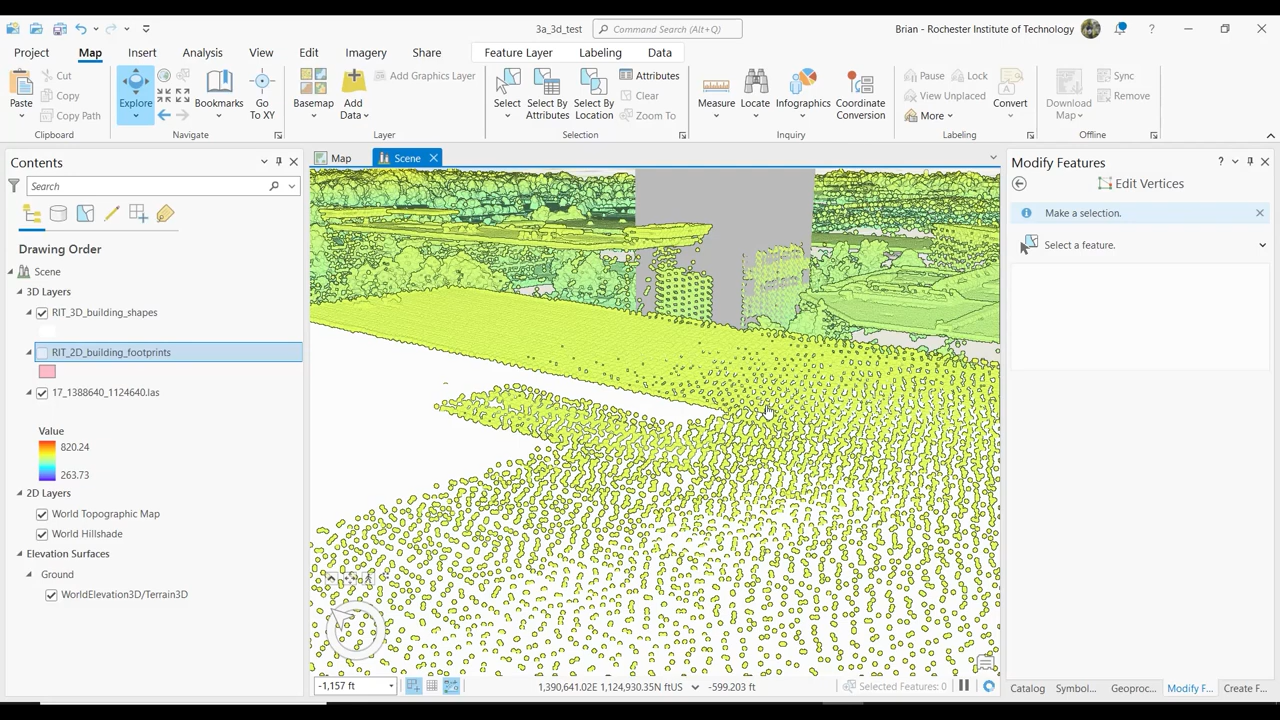 3a_3d_test
Command Search (Alt+Q)
Brian - Rochester Institute of Technology
?
Project
Map
Insert
Analysis
View
Edit
Imagery
Share
Feature Layer
Labeling
Data
Paste
Cut
Copy
Copy Path
Clipboard
Explore
Bookmarks
Go To XY
Navigate
Basemap
Add Data
Add Graphics Layer
Layer
Select
Select By Attributes
Select By Location
Attributes
Clear
Zoom To
Selection
Measure
Locate
Infographics
Coordinate Conversion
Inquiry
Pause
Lock
View Unplaced
More
Convert
Labeling
Download Map
Sync
Remove
Offline
Contents
Search
Drawing Order
Scene
3D Layers
RIT_3D_building_shapes
RIT_2D_building_footprints
17_1388640_1124640.las
Value
820.24
263.73
2D Layers
World Topographic Map
World Hillshade
Elevation Surfaces
Ground
WorldElevation3D/Terrain3D
Map
Scene
-1,157 ft
1,390,641.02E 1,124,930.35N ftUS
-599.203 ft
Selected Features: 0
Modify Features
?
Edit Vertices
Make a selection.
Select a feature.
Catalog
Symbol...
Geoproc...
Modify F...
Create F...